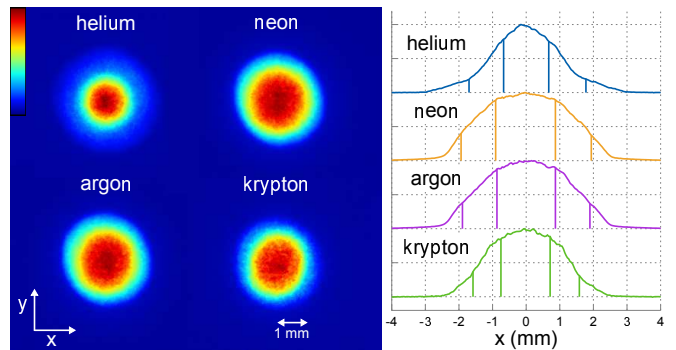 helium
neon
argon
krypton
y
x
1 mm
helium
neon
argon
krypton
-4 -3 -2 -1 0 1 2 3 4
x (mm)